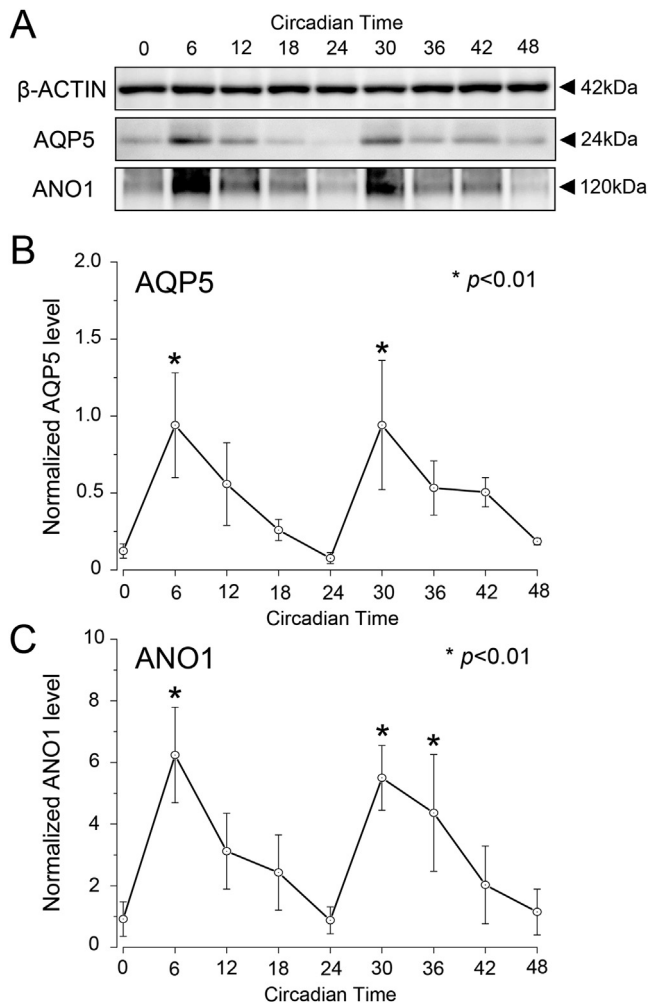 A
Circadian Time
0 6 12 18 24 30 36 42 48
β-ACTIN 42kDa
AQP5 24kDa
ANO1 120kDa
B
AQP5
* p<0.01
Normalized AQP5 level
2.0
1.5
1.0
0.5
0
*
*
0 6 12 18 24 30 36 42 48
Circadian Time
C
ANO1
* p<0.01
Normalized ANO1 level
10
8
6
4
2
0
*
*
*
0 6 12 18 24 30 36 42 48
Circadian Time